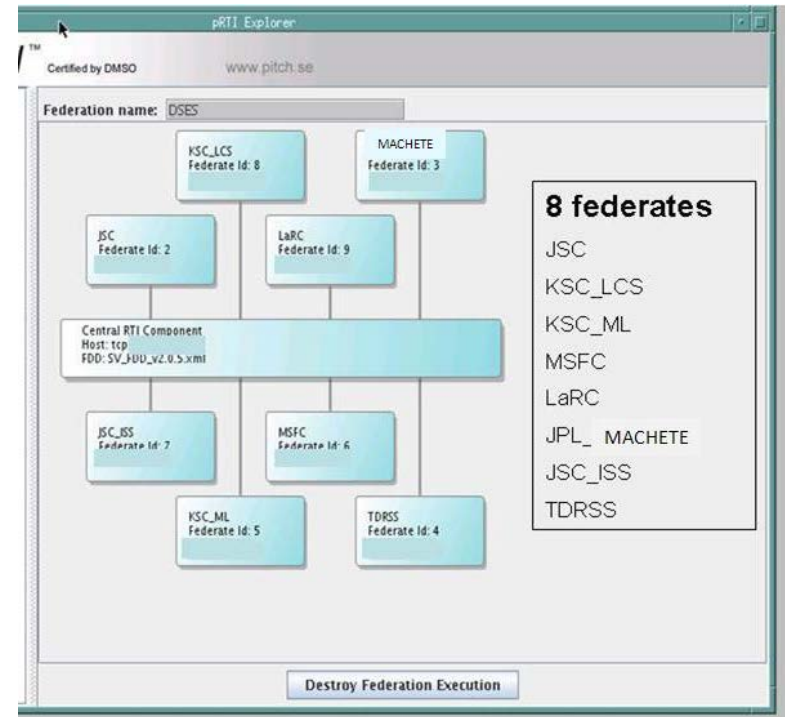 pRTI Explorer
TM
Certified by DMSO
www.pitch.se
Federation name: DSES
KSC_LCS
Federate Id: 8
MACHETE
Federate Id: 3
JSC
Federate Id: 2
LaRC
Federate Id: 9
Central RTI Component
Host: tcp
FDD: SV_FDD_v2.0.5.xml
JSC_ISS
Federate Id: 7
MSFC
Federate Id: 6
KSC_ML
Federate Id: 5
TDRSS
Federate Id: 4
8 federates
JSC
KSC_LCS
KSC_ML
MSFC
LaRC
JPL_ MACHETE
JSC_ISS
TDRSS
Destroy Federation Execution